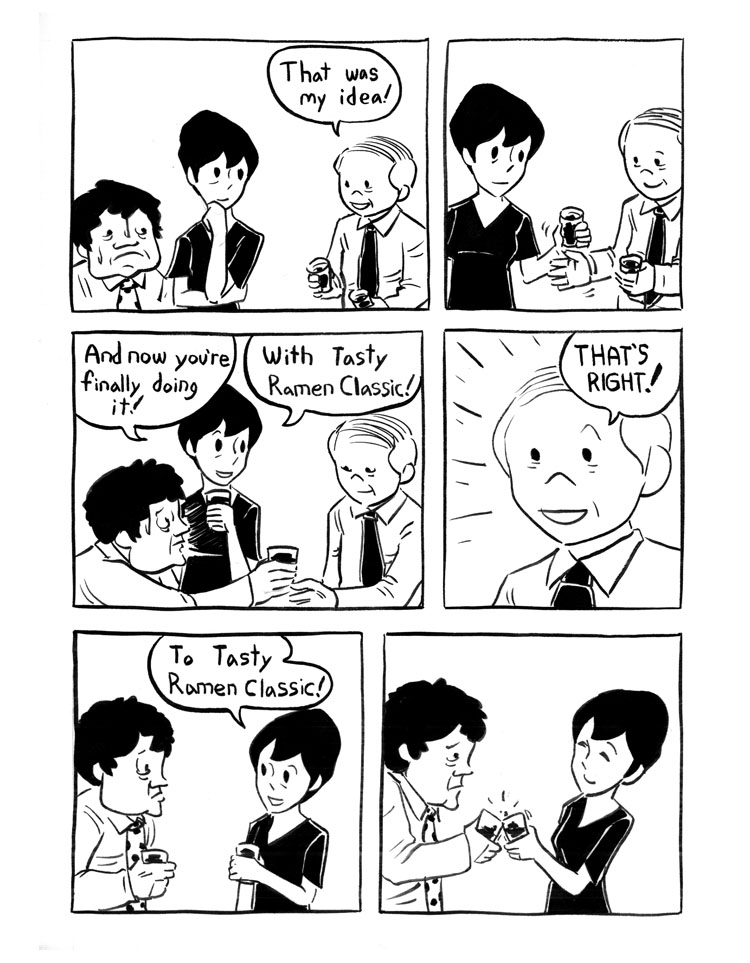 That was
my idea!
And now you're
finally doing
it!
With Tasty
Ramen Classic!
THAT'S
RIGHT!
To Tasty
Ramen Classic!